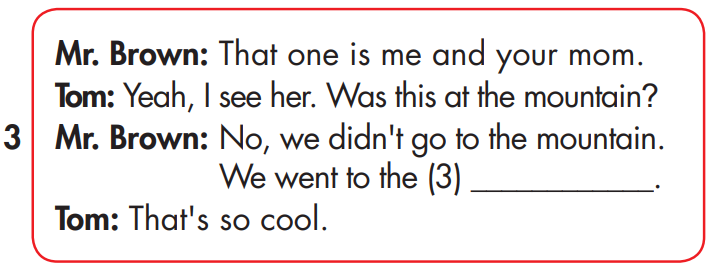 Mr. Brown: That one is me and your mom.
Tom: Yeah, I see her. Was this at the mountain?
3 Mr. Brown: No, we didn't go to the mountain.
We went to the (3) ____________.
Tom: That's so cool.